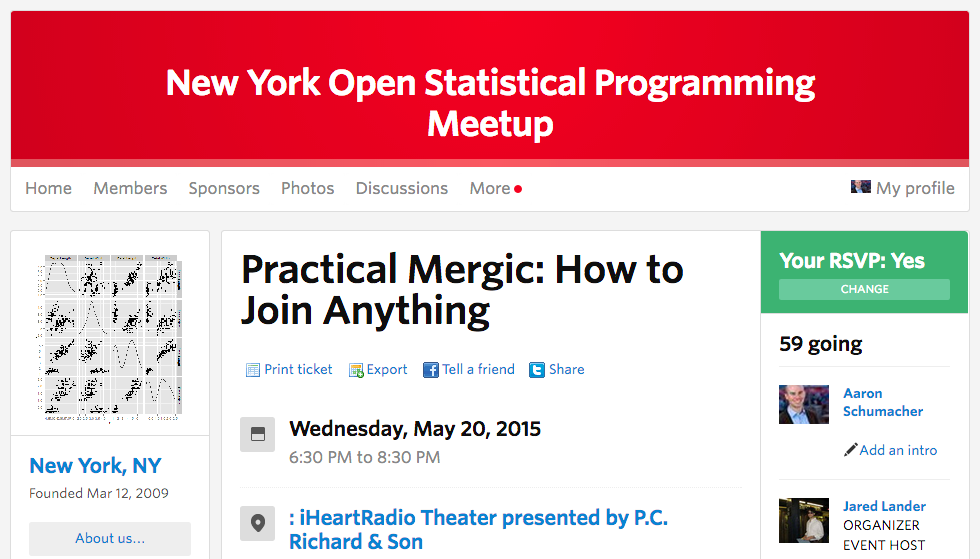 New York Open Statistical Programming
Meetup
Home Members Sponsors Photos Discussions More My profile
New York, NY
Founded Mar 12, 2009
About us...
Practical Mergic: How to
Join Anything
Print ticket Export Tell a friend Share
Wednesday, May 20, 2015
6:30 PM to 8:30 PM
: iHeartRadio Theater presented by P.C.
Richard & Son
Your RSVP: Yes
CHANGE
59 going
Aaron
Schumacher
Add an intro
Jared Lander
ORGANIZER
EVENT HOST